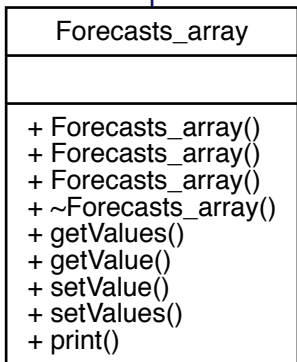 Forecasts_array
+ Forecasts_array()
+ Forecasts_array()
+ Forecasts_array()
+ ~Forecasts_array()
+ getValues()
+ getValue()
+ setValue()
+ setValues()
+ print()